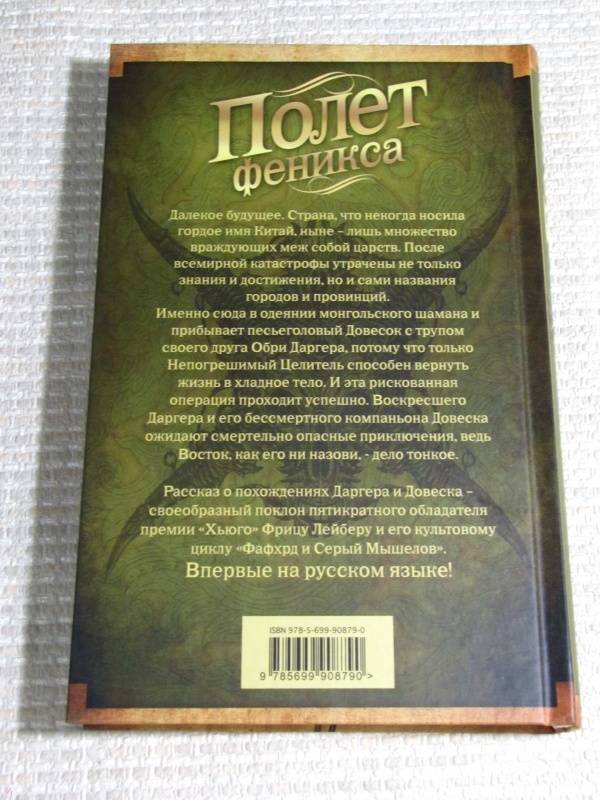 Полет
феникса
Далекое будущее. Страна, что некогда носила
гордое имя Китай, ныне – лишь множество
враждующих меж собой царств. После
всемирной катастрофы утрачены не только
знания и достижения, но и сами названия
городов и провинций.
Именно сюда в одеянии монгольского шамана и
прибывает песьеголовый Довесок с трупом
своего друга Обри Даргера, потому что только
Непогрешимый Целитель способен вернуть
жизнь в хладное тело. И эта рискованная
операция проходит успешно. Воскресшего
Даргера и его бессмертного компаньона Довеска
ожидают смертельно опасные приключения, ведь
Восток, как его ни назови, - дело тонкое.
Рассказ о похождениях Даргера и Довеска –
своеобразный поклон пятикратного обладателя
премии «Хьюго» Фрицу Лейберу и его культовому
циклу «Фафхрд и Серый Мышелов».
Впервые на русском языке!
ISBN 978-5-699-90879-0
9 785699 908790 >